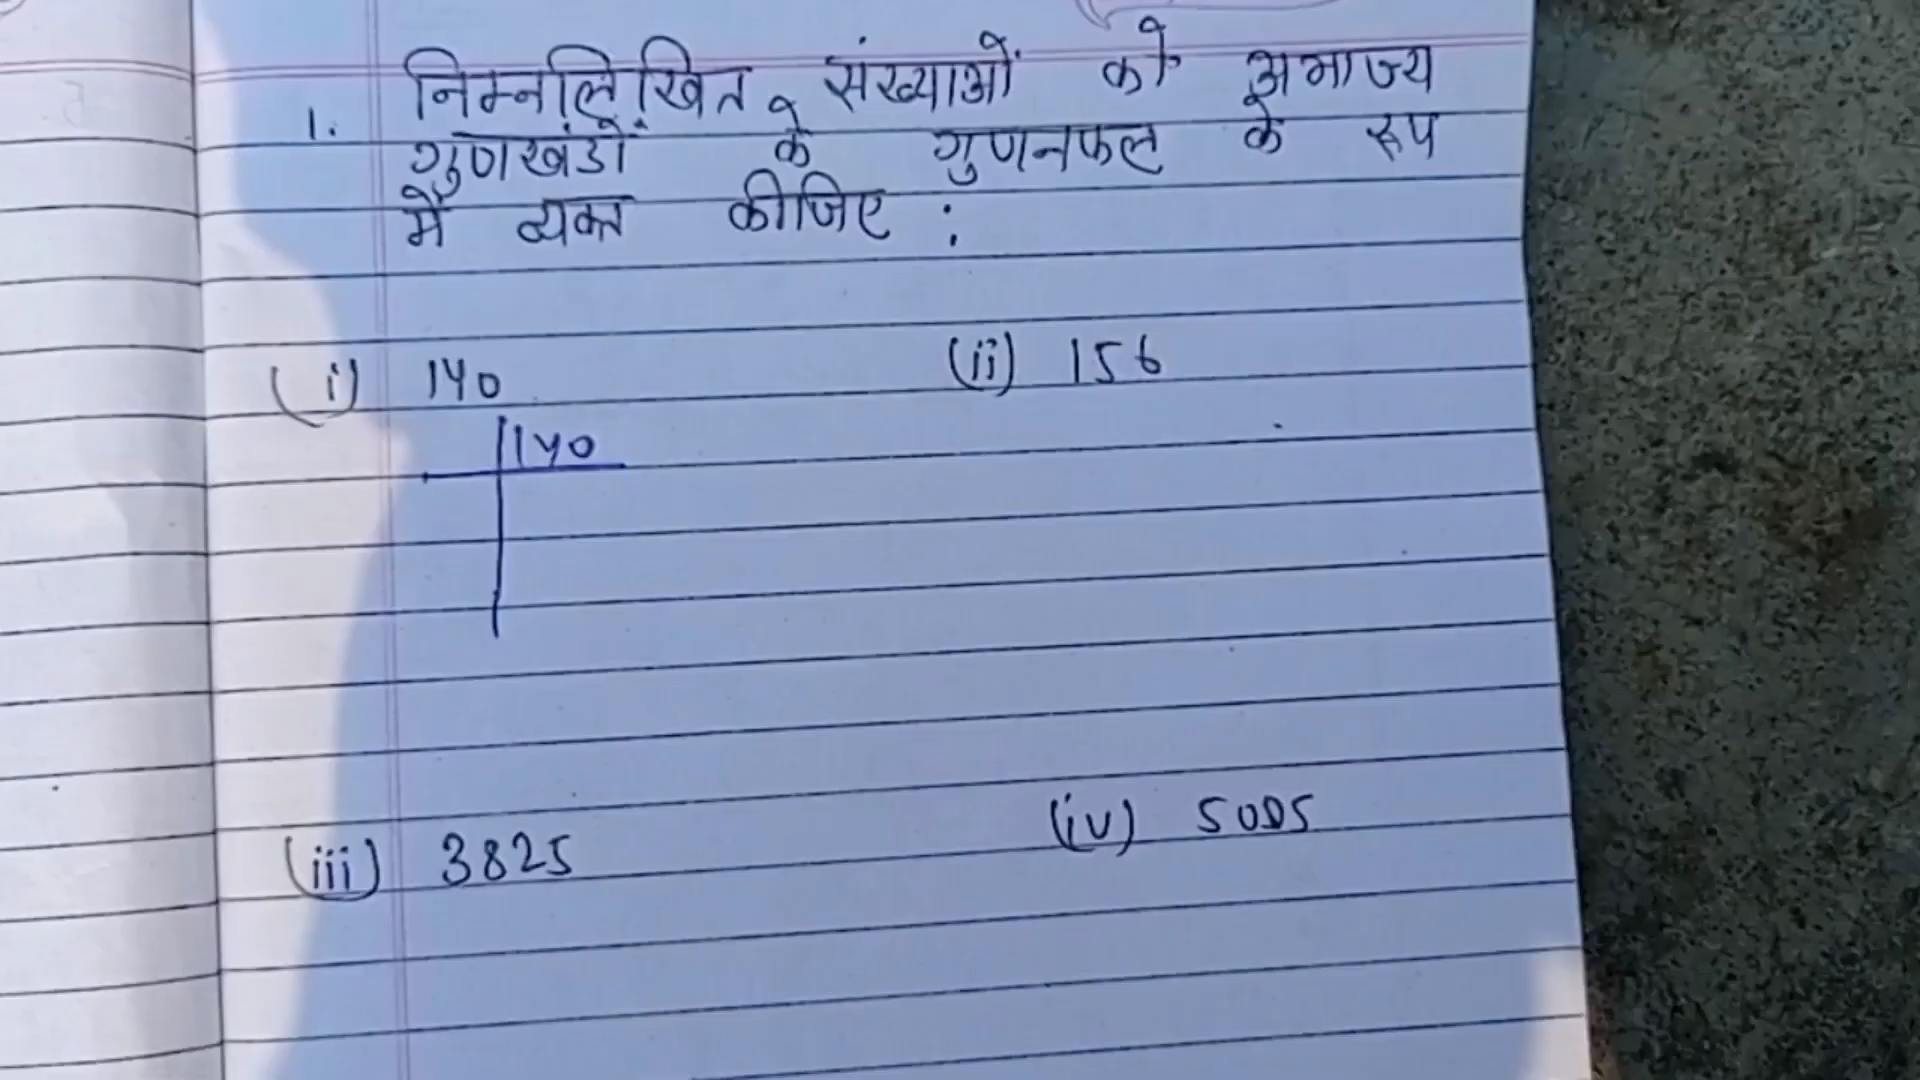 निम्नलिखित संख्याओं को अभाज्य
1. गुणखंडों के गुणनफल के रूप
में व्यक्त कीजिए :
(i) 140 (ii) 156
140
(iii) 3825 (iv) 5005